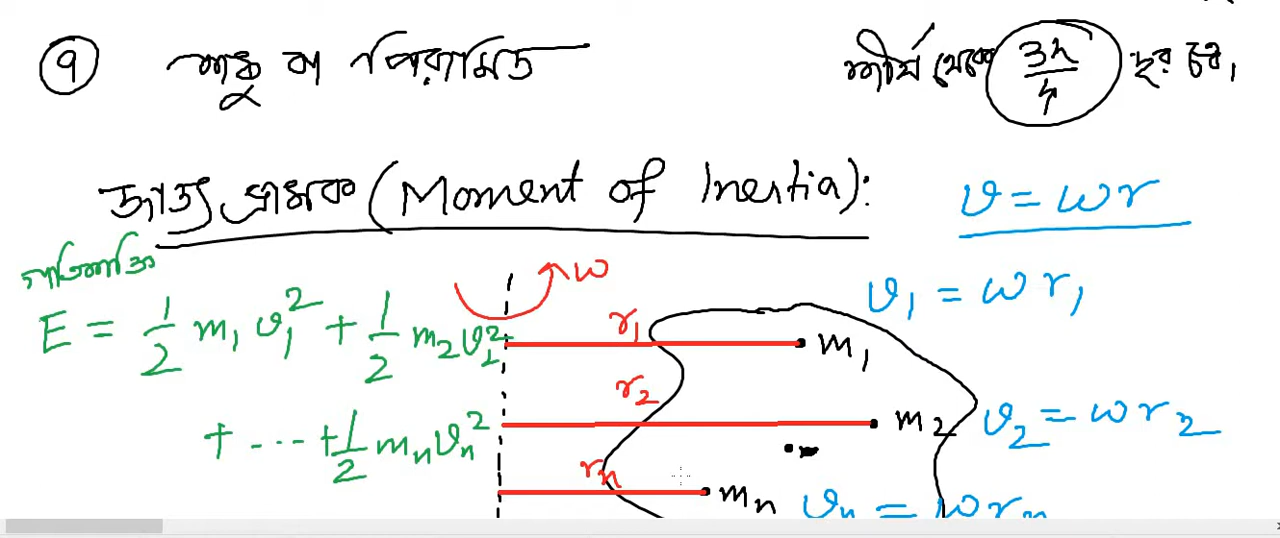 ৭ শঙ্কু বা পিরামিড শীর্ষ থেকে 3h/4 দূরত্বে।
জড়তা ভ্রামক (Moment of Inertia): v = ωr
গতিশক্তি
ω
v₁ = ωr₁
E = 1/2 m₁v₁² + 1/2 m₂v₂²
r₁ m₁
r₂ m₂ v₂ = ωr₂
+ ... + 1/2 mₙvₙ²
rₙ mₙ vₙ = ωrₙ